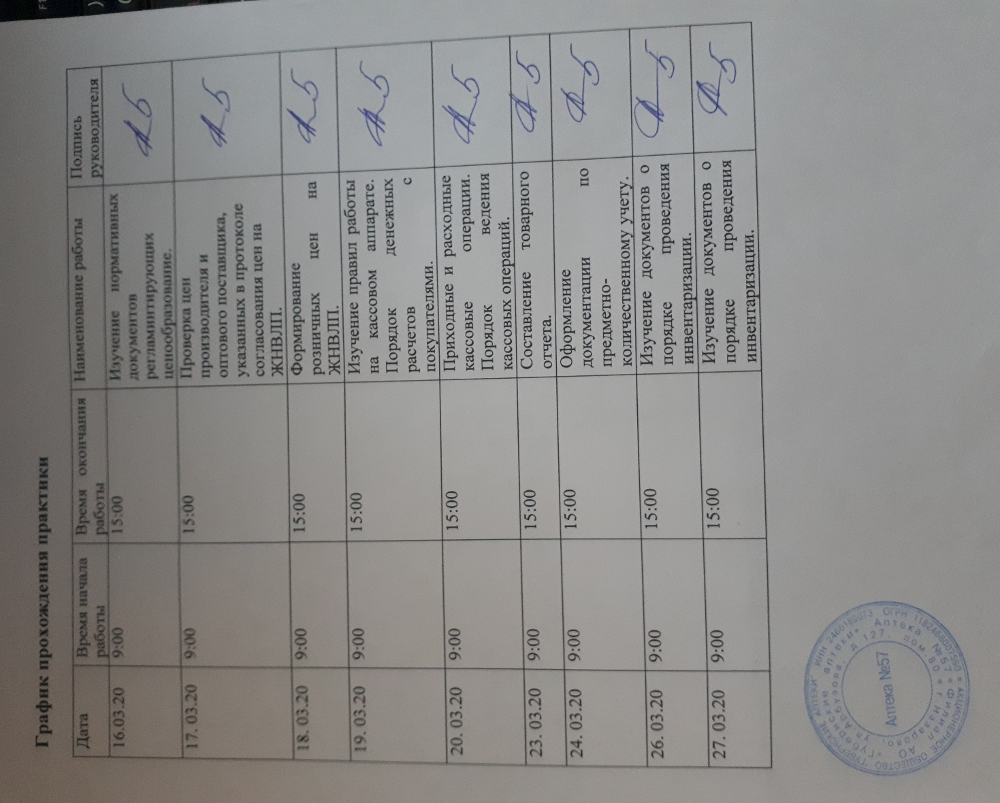 График прохождения практики
Дата
Время начала
работы
Время окончания
работы
Наименование работы
Подпись
руководителя
16.03.20
9:00
15:00
Изучение нормативных
документов
регламинтирующих
ценообразование.
17. 03.20
9:00
15:00
Проверка цен
производителя и
оптового поставщика,
указанных в протоколе
согласования цен на
ЖНВЛП.
18. 03.20
9:00
15:00
Формирование
розничных цен на
ЖНВЛП.
19. 03.20
9:00
15:00
Изучение правил работы
на кассовом аппарате.
Порядок денежных
расчетов с
покупателями.
20. 03.20
9:00
15:00
Приходные и расходные
кассовые операции.
Порядок ведения
кассовых операций.
23. 03.20
9:00
15:00
Составление товарного
отчета.
24. 03.20
9:00
15:00
Оформление
документации по
предметно-
количественному учету.
26. 03.20
9:00
15:00
Изучение документов о
порядке проведения
инвентаризации.
27. 03.20
9:00
15:00
Изучение документов о
порядке проведения
инвентаризации.
АКЦИОНЕРНОЕ ОБЩЕСТВО "ГУБЕРНСКИЕ АПТЕКИ" ИНН 2466189073 ОГРН
Филиал АО "Губернские аптеки" Аптека №57
г. Назарово, ул. Арбузова, д.127, пом.80
Аптека №57